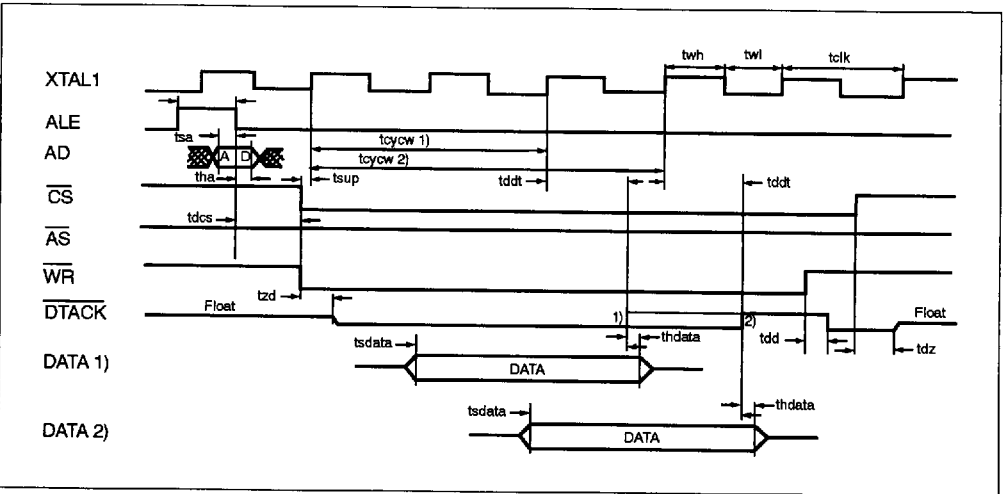 twh twl tclk
XTAL1
ALE
tsa
AD A D
tcycw 1)
tcycw 2)
tha tsup tddt tddt
CS
tdcs
AS
WR
tzd
DTACK Float 1) 2) Float
tsdata thdata tdd tdz
DATA 1) DATA
tsdata thdata
DATA 2) DATA